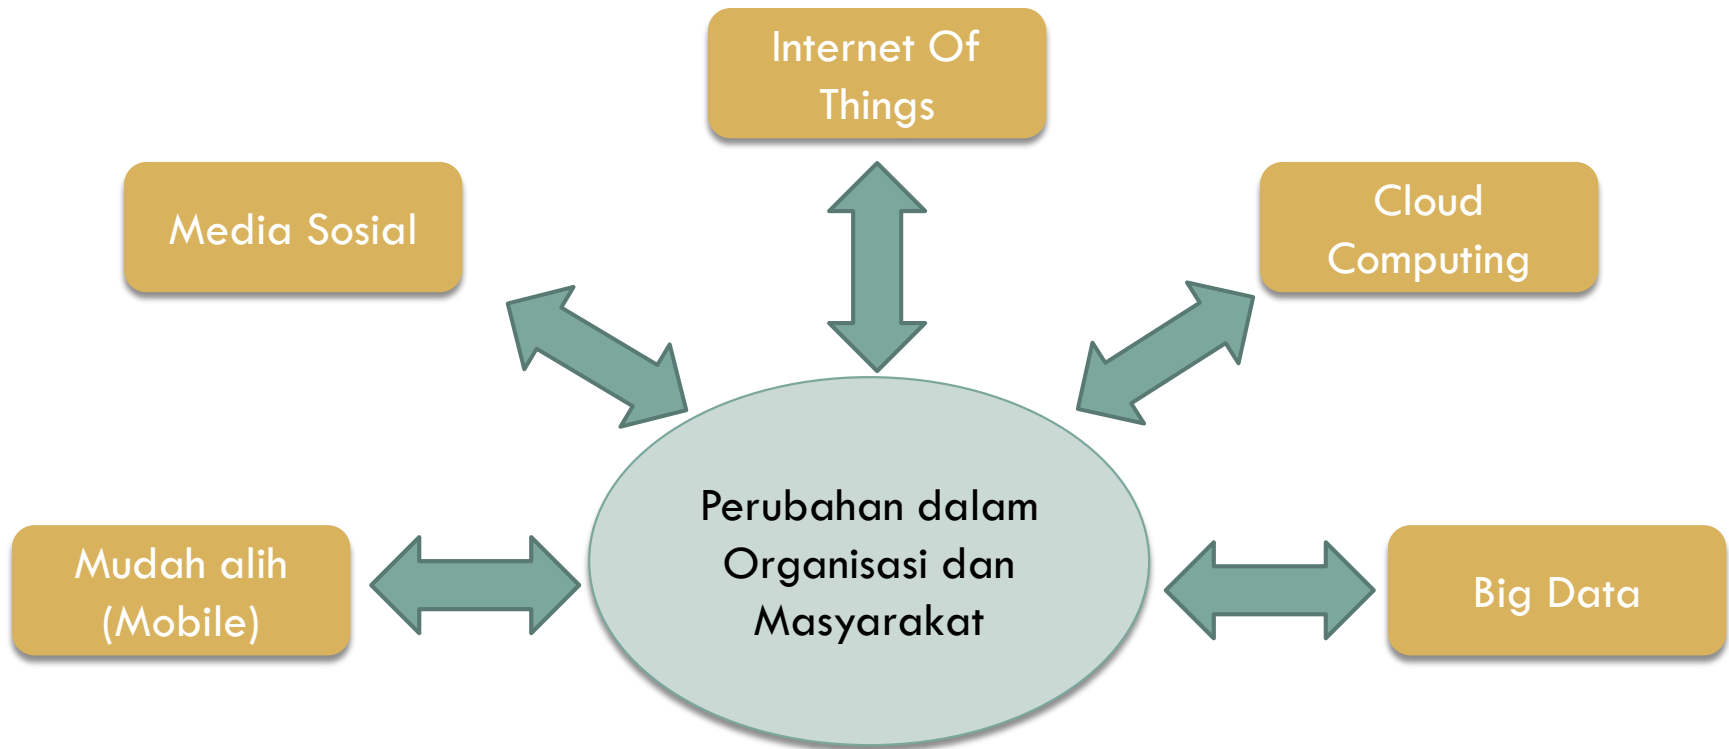 Internet Of
Things
Media Sosial
Cloud
Computing
Perubahan dalam
Organisasi dan
Masyarakat
Mudah alih
(Mobile)
Big Data